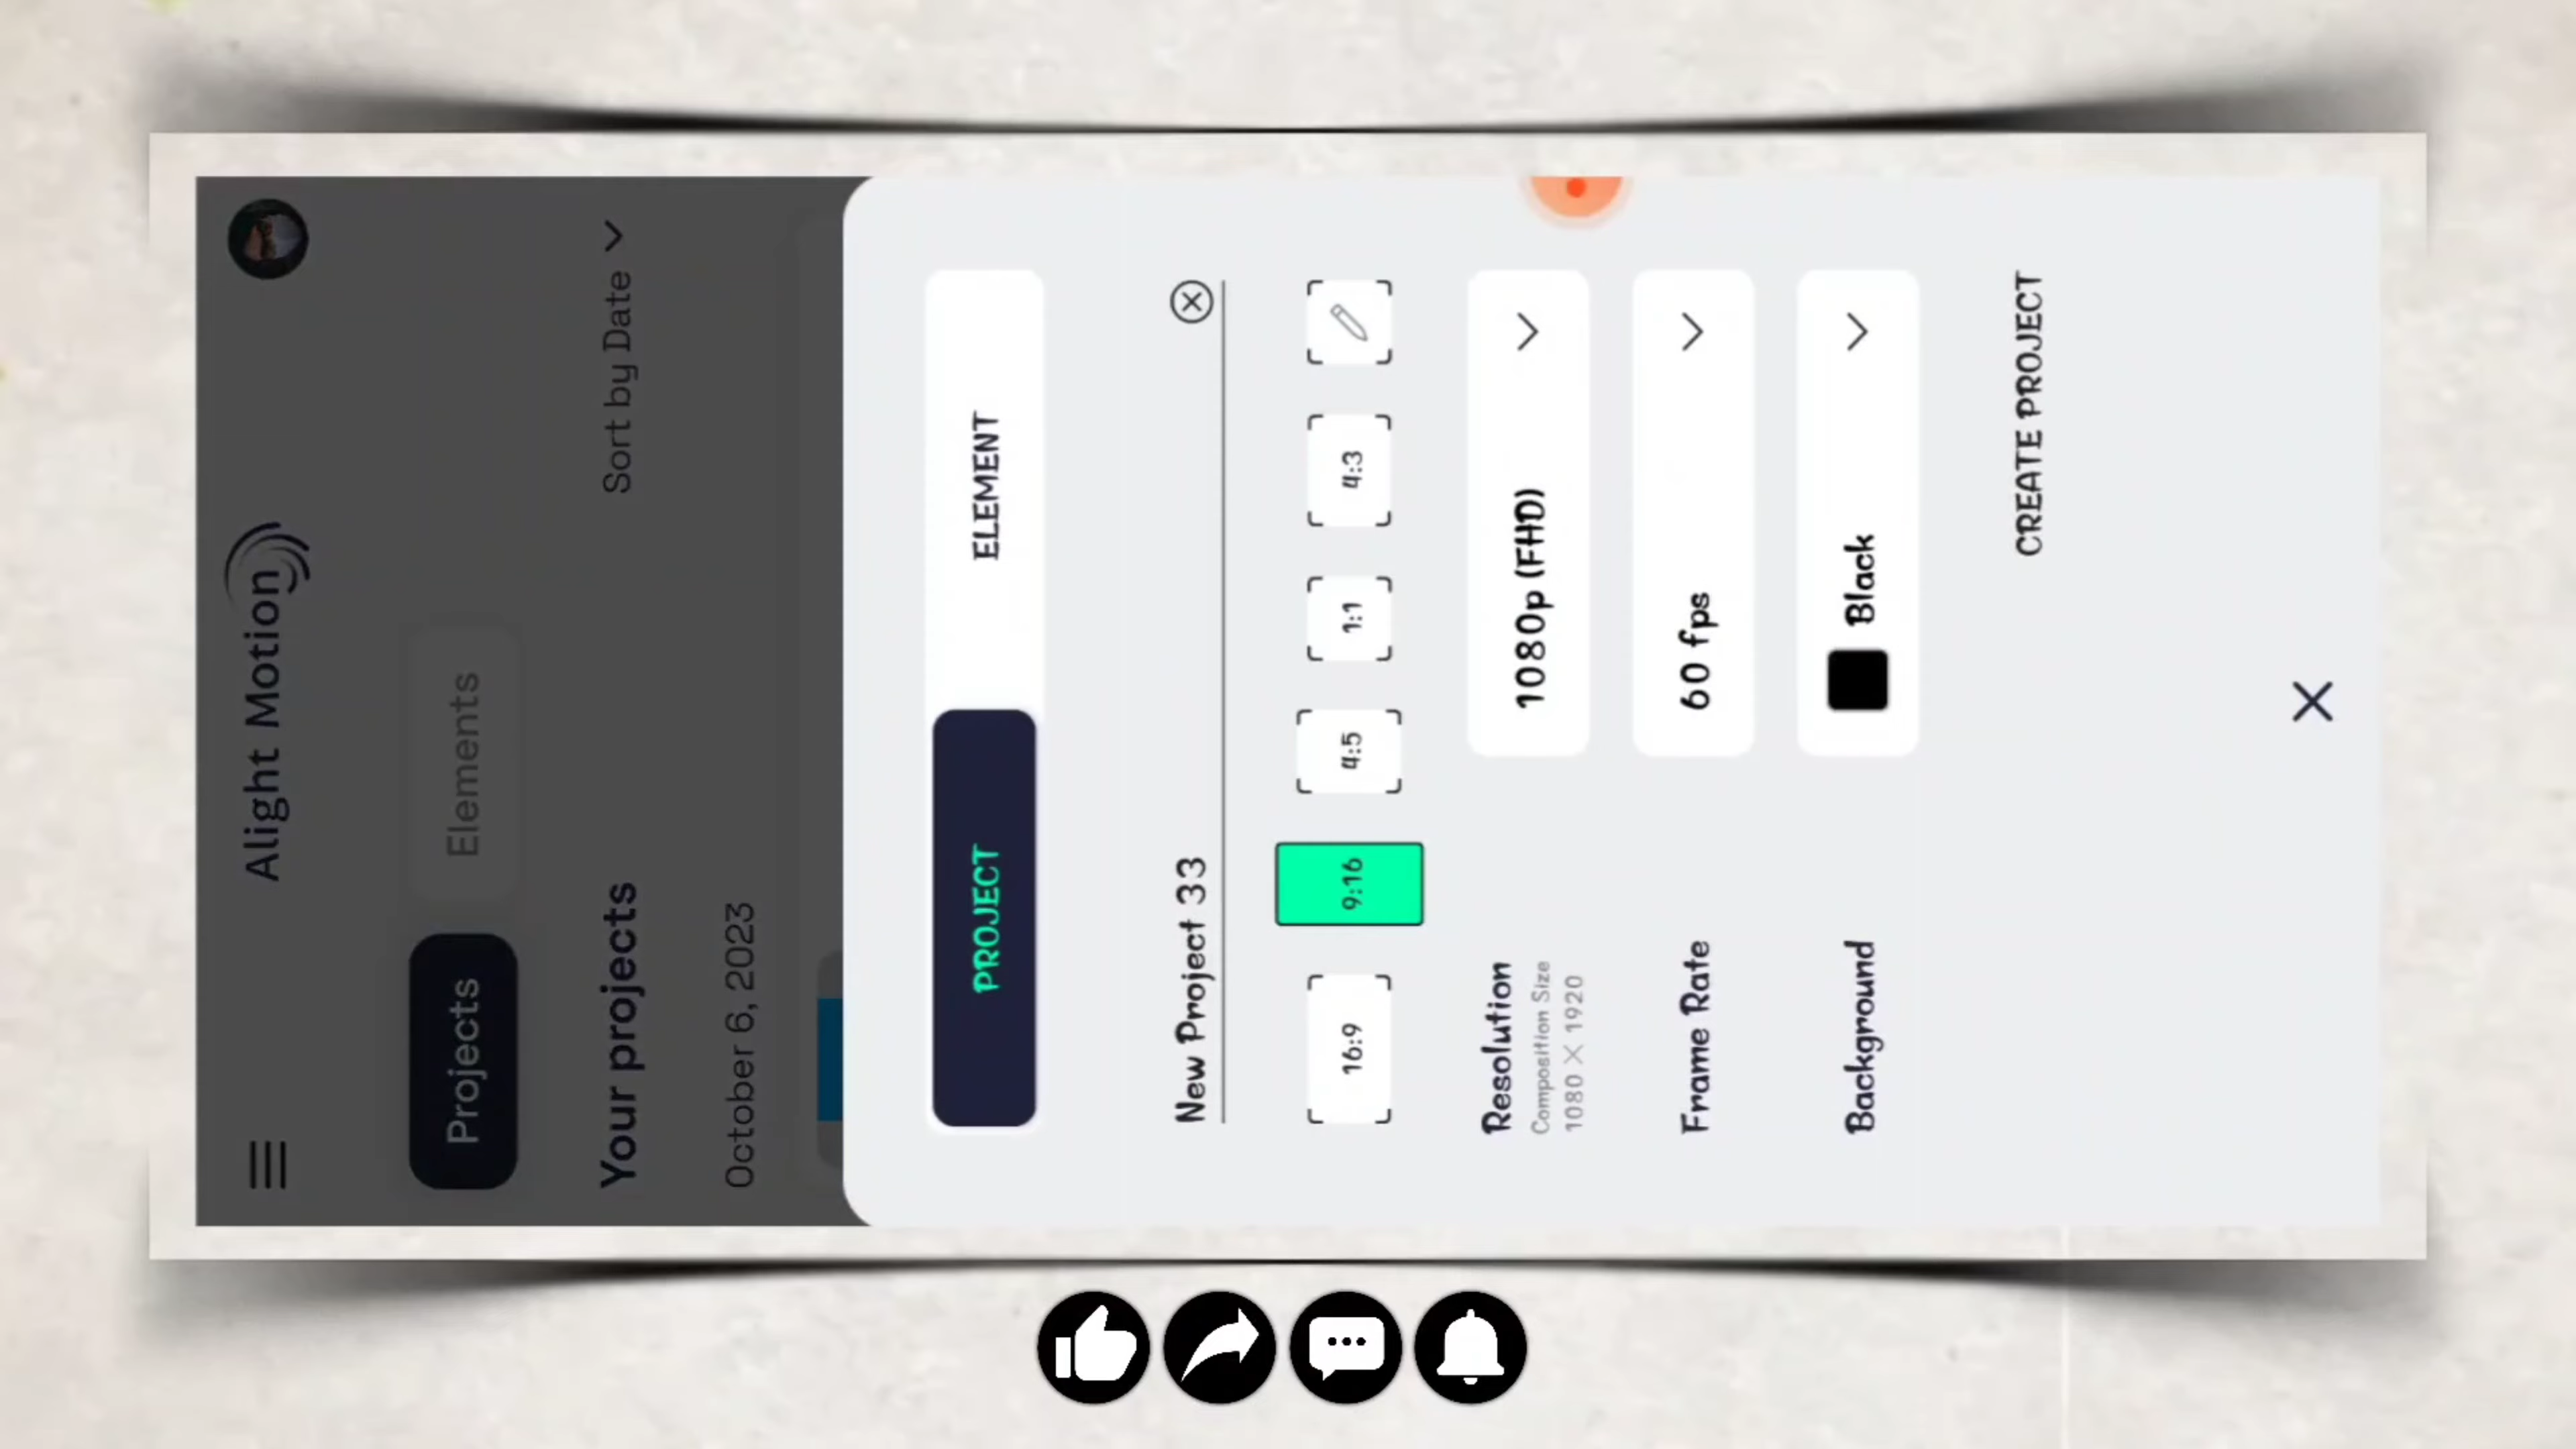 Alight Motion
Projects
Elements
Your projects
Sort by Date
October 6, 2023
PROJECT
ELEMENT
New Project 33
16:9
9:16
4:5
1:1
4:3
Resolution
1080p (FHD)
Composition Size
1080 × 1920
Frame Rate
60 fps
Background
Black
CREATE PROJECT